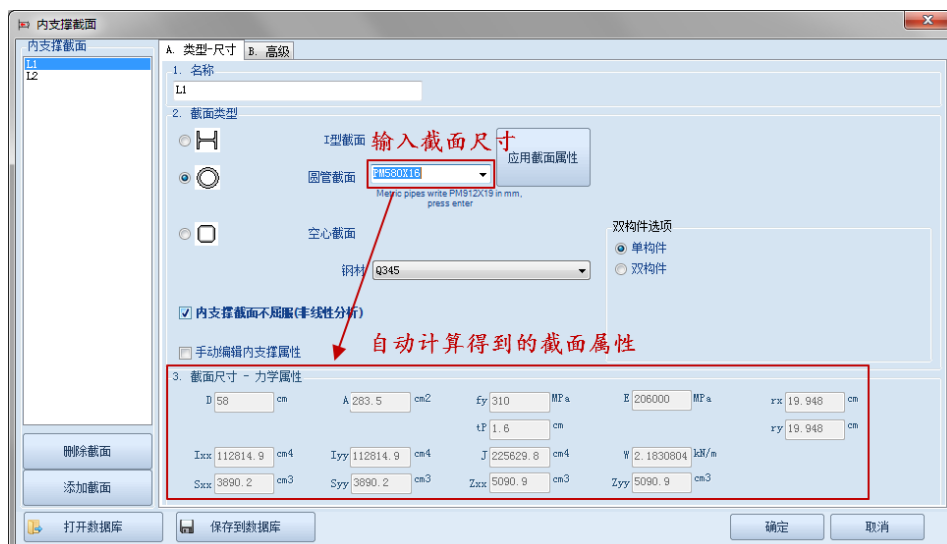 内支撑截面
内支撑截面
L1
L2
删除截面
添加截面
A. 类型-尺寸
B. 高级
1. 名称
L1
2. 截面类型
I型截面
输入截面尺寸
应用截面属性
圆管截面
PM580X16
Metric pipes write PM912X19 in mm,
press enter
空心截面
钢材
Q345
双构件选项
单构件
双构件
内支撑截面不屈服(非线性分析)
自动计算得到的截面属性
手动编辑内支撑属性
3. 截面尺寸 - 力学属性
D 58 cm A 283.5 cm2 fy 310 MPa E 206000 MPa rx 19.948 cm
tP 1.6 cm ry 19.948 cm
Ixx 112814.9 cm4 Iyy 112814.9 cm4 J 225629.8 cm4 W 2.1830804 kN/m
Sxx 3890.2 cm3 Syy 3890.2 cm3 Zxx 5090.9 cm3 Zyy 5090.9 cm3
打开数据库
保存到数据库
确定
取消